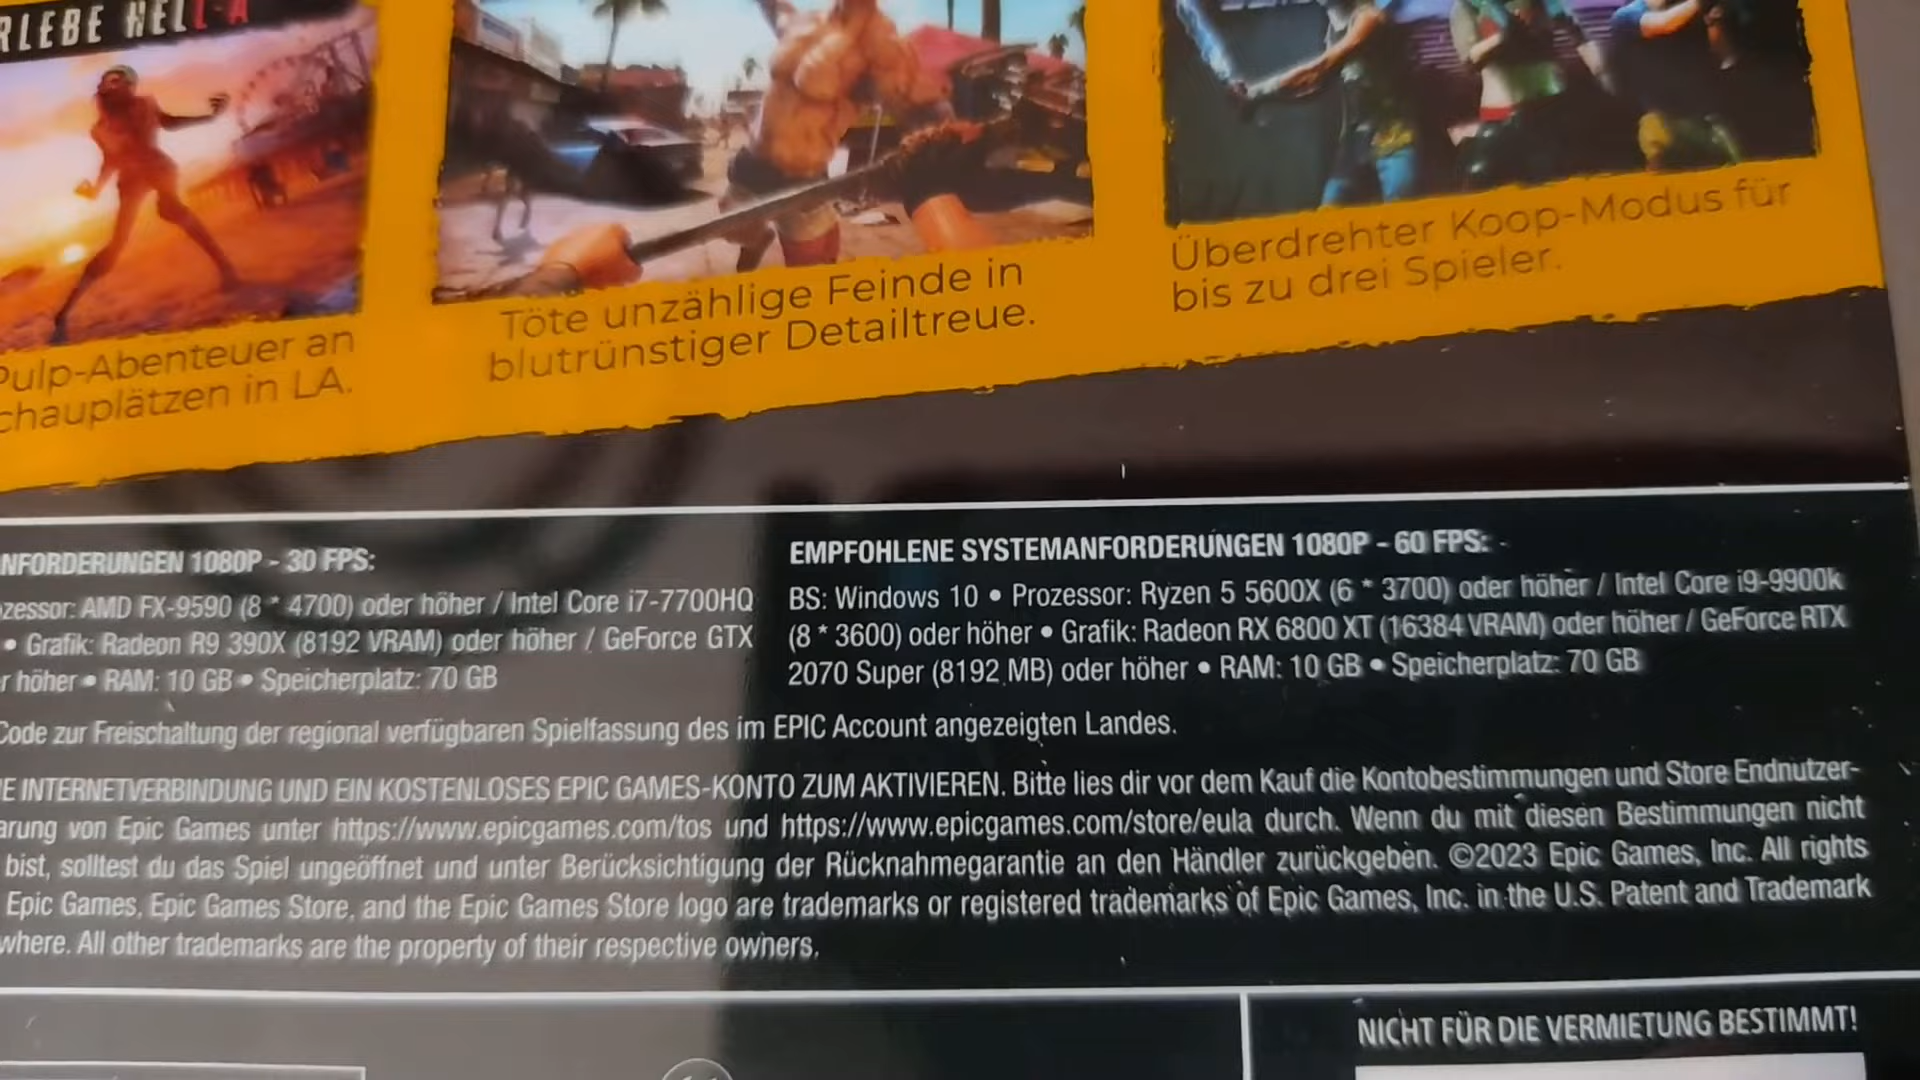 RLEBE HELL-A
Pulp-Abenteuer an
chauplätzen in LA.
Töte unzählige Feinde in
blutrünstiger Detailtreue.
Überdrehter Koop-Modus für
bis zu drei Spieler.
NFORDERUNGEN 1080P - 30 FPS:
zessor: AMD FX-9590 (8 * 4700) oder höher / Intel Core i7-7700HQ
• Grafik: Radeon R9 390X (8192 VRAM) oder höher / GeForce GTX
r höher • RAM: 10 GB • Speicherplatz: 70 GB
EMPFOHLENE SYSTEMANFORDERUNGEN 1080P - 60 FPS:
BS: Windows 10 • Prozessor: Ryzen 5 5600X (6 * 3700) oder höher / Intel Core i9-9900k
(8 * 3600) oder höher • Grafik: Radeon RX 6800 XT (16384 VRAM) oder höher / GeForce RTX
2070 Super (8192 MB) oder höher • RAM: 10 GB • Speicherplatz: 70 GB
Code zur Freischaltung der regional verfügbaren Spielfassung des im EPIC Account angezeigten Landes.
E INTERNETVERBINDUNG UND EIN KOSTENLOSES EPIC GAMES-KONTO ZUM AKTIVIEREN. Bitte lies dir vor dem Kauf die Kontobestimmungen und Store Endnutzer-
arung von Epic Games unter https://www.epicgames.com/tos und https://www.epicgames.com/store/eula durch. Wenn du mit diesen Bestimmungen nicht
bist, solltest du das Spiel ungeöffnet und unter Berücksichtigung der Rücknahmegarantie an den Händler zurückgeben. ©2023 Epic Games, Inc. All rights
Epic Games, Epic Games Store, and the Epic Games Store logo are trademarks or registered trademarks of Epic Games, Inc. in the U.S. Patent and Trademark
where. All other trademarks are the property of their respective owners.
NICHT FÜR DIE VERMIETUNG BESTIMMT!